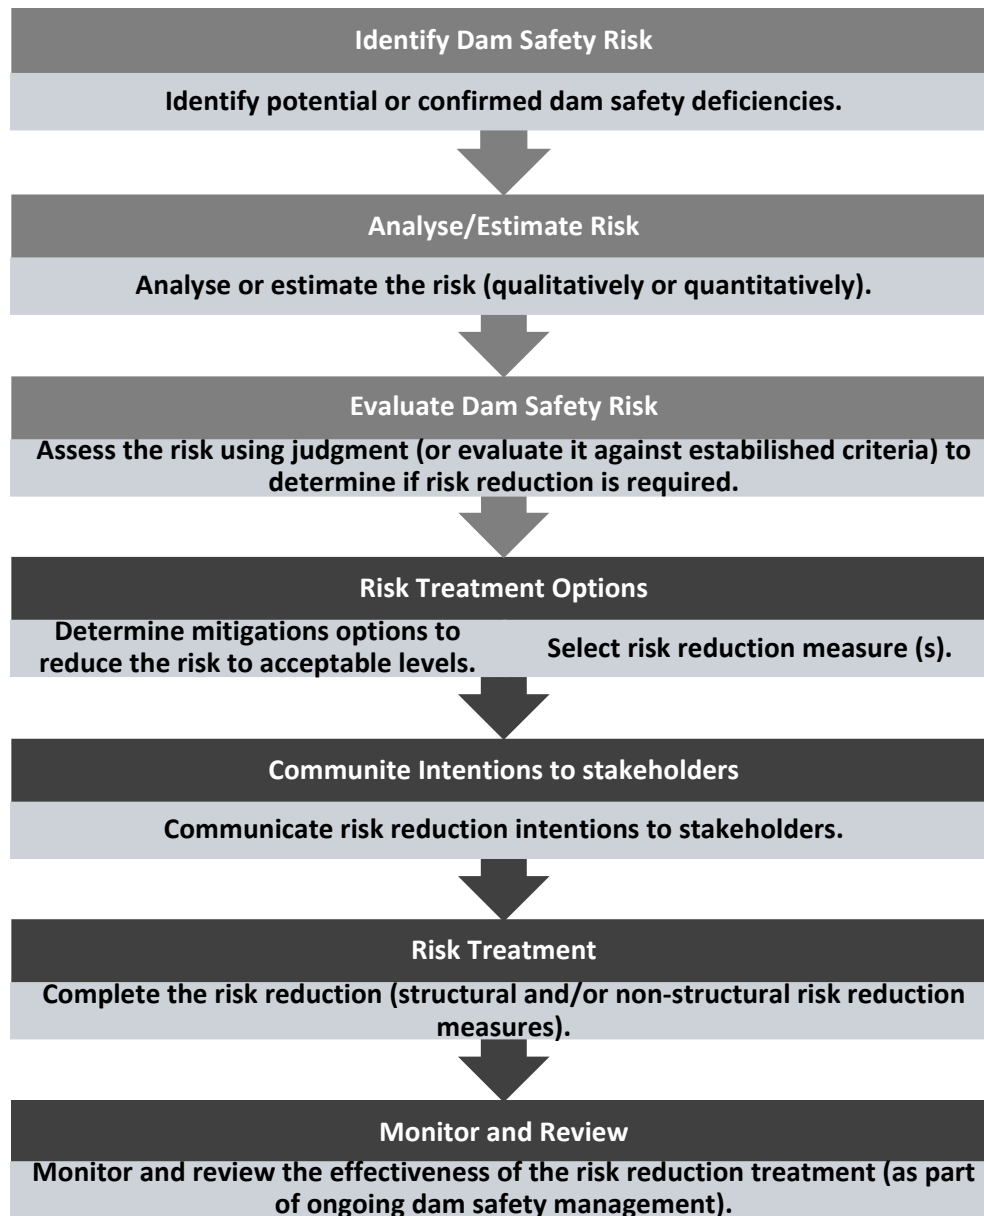 Identify Dam Safety Risk
Identify potential or confirmed dam safety deficiencies.
Analyse/Estimate Risk
Analyse or estimate the risk (qualitatively or quantitatively).
Evaluate Dam Safety Risk
Assess the risk using judgment (or evaluate it against estabilished criteria) to
determine if risk reduction is required.
Risk Treatment Options
Determine mitigations options to
reduce the risk to acceptable levels.
Select risk reduction measure (s).
Communite Intentions to stakeholders
Communicate risk reduction intentions to stakeholders.
Risk Treatment
Complete the risk reduction (structural and/or non-structural risk reduction
measures).
Monitor and Review
Monitor and review the effectiveness of the risk reduction treatment (as part
of ongoing dam safety management).